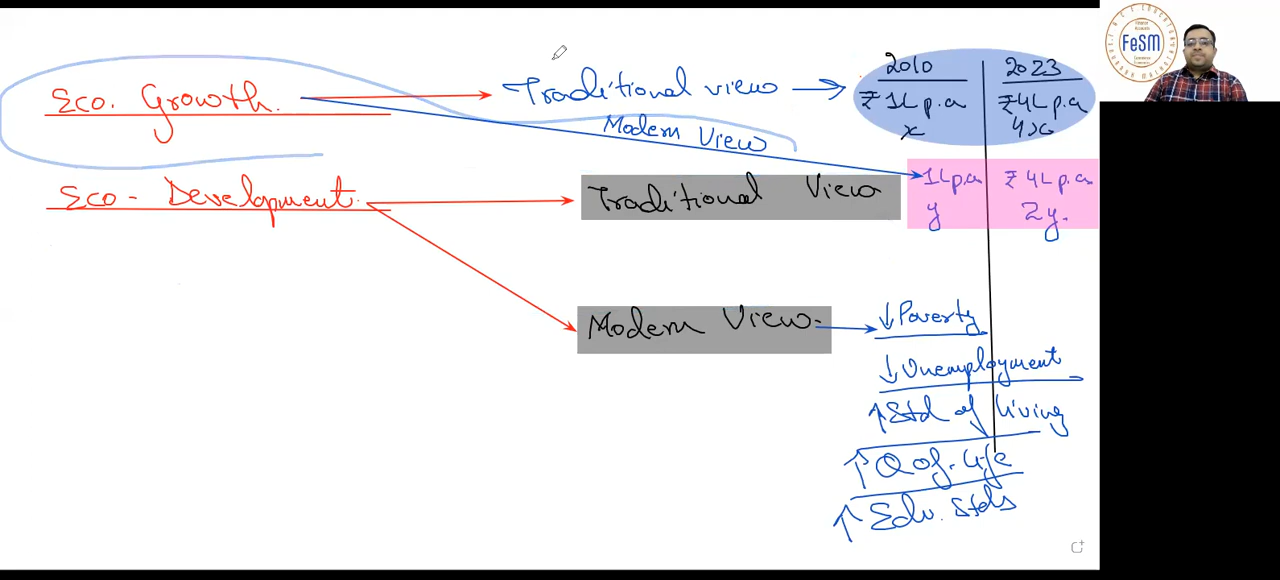 Eco. Growth.
Traditional view →
2010 2023
₹1L p.a ₹4L p.a
x 4x
Modern View
Eco - Development.
Traditional View
1L p.a ₹4L p.a
y 2y.
Modern View.
↓ Poverty
↓ Unemployment
↑ Std of living
↑ Q of. Life
↑ Edu. Stds
FeSM